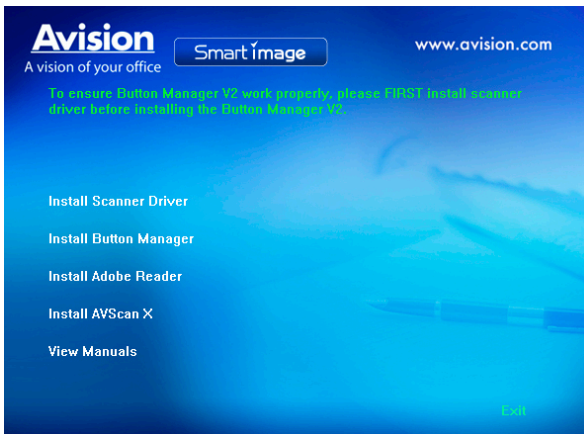 Avision
A vision of your office
Smart image
www.avision.com
To ensure Button Manager V2 work properly, please FIRST install scanner
driver before installing the Button Manager V2.
Install Scanner Driver
Install Button Manager
Install Adobe Reader
Install AVScan X
View Manuals
Exit